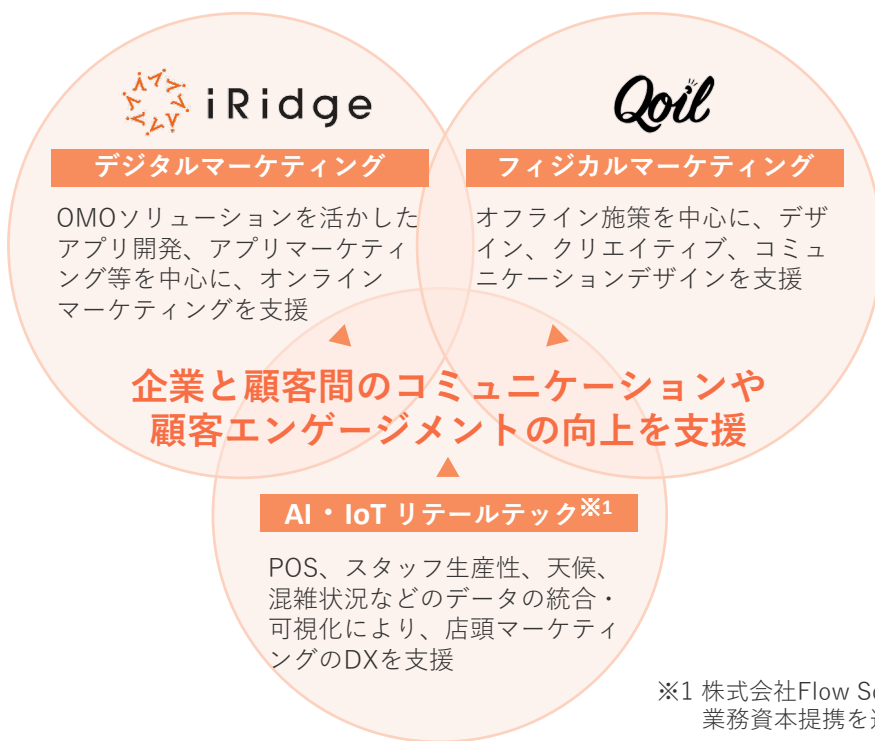 iRidge
デジタルマーケティング
OMOソリューションを活かした
アプリ開発、アプリマーケティ
ング等を中心に、オンライン
マーケティングを支援
Qoil
フィジカルマーケティング
オフライン施策を中心に、デザ
イン、クリエイティブ、コミュ
ニケーションデザインを支援
企業と顧客間のコミュニケーションや
顧客エンゲージメントの向上を支援
AI・IoT リテールテック※1
POS、スタッフ生産性、天候、
混雑状況などのデータの統合・
可視化により、店頭マーケティ
ングのDXを支援
※1 株式会社Flow
業務資本提携を